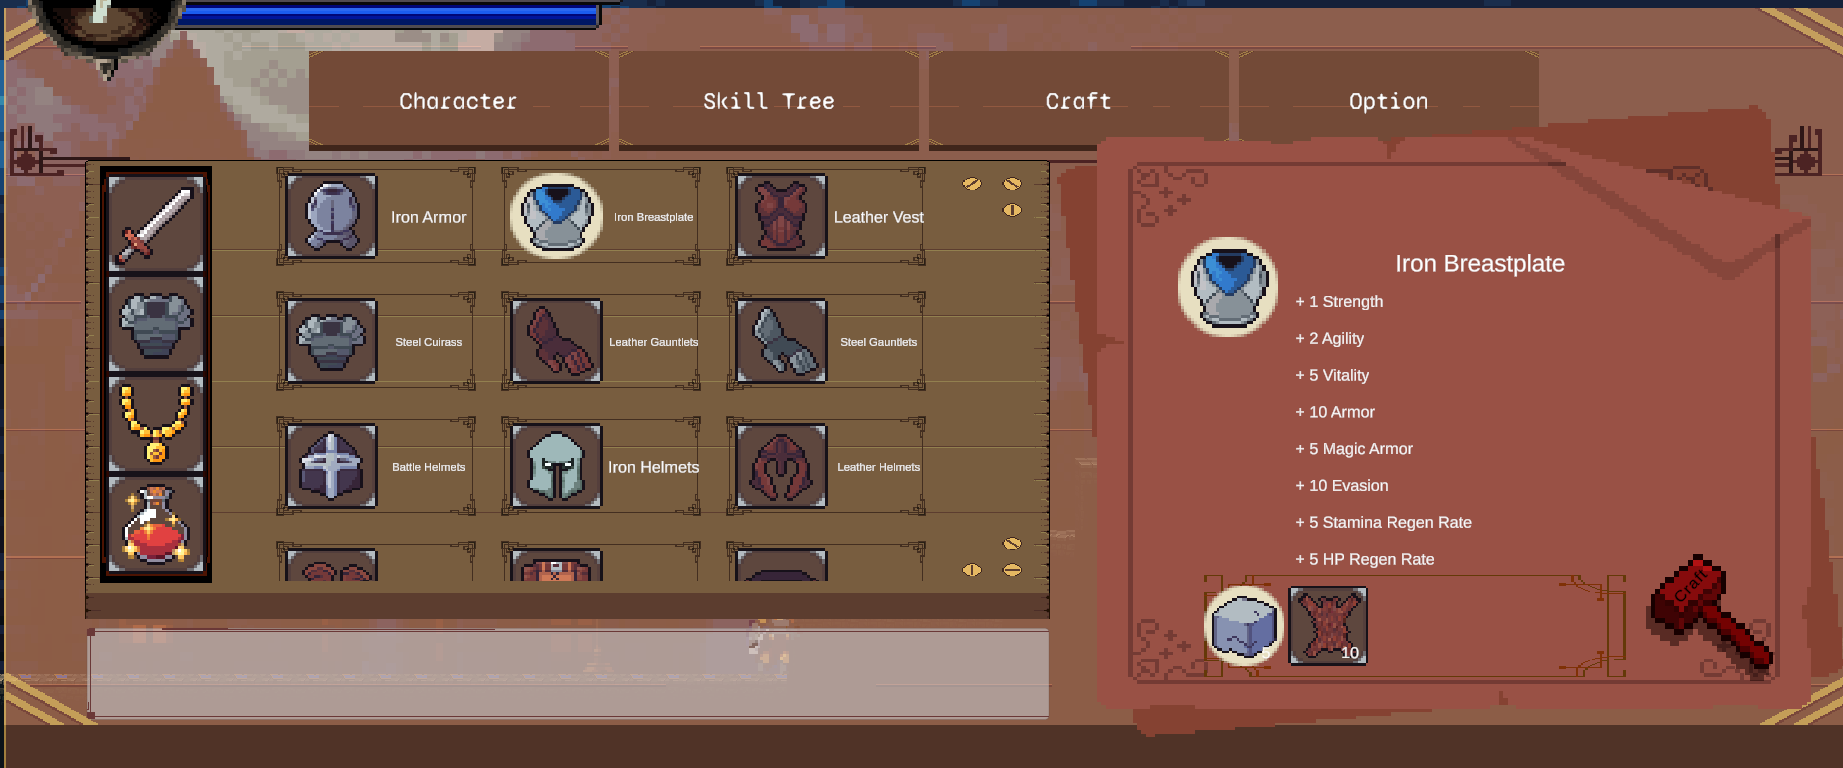 Character
Skill Tree
Craft
Option
Iron Armor
Iron Breastplate
Leather Vest
Steel Cuirass
Leather Gauntlets
Steel Gauntlets
Battle Helmets
Iron Helmets
Leather Helmets
Iron Breastplate
+ 1 Strength
+ 2 Agility
+ 5 Vitality
+ 10 Armor
+ 5 Magic Armor
+ 10 Evasion
+ 5 Stamina Regen Rate
+ 5 HP Regen Rate
10
Craft